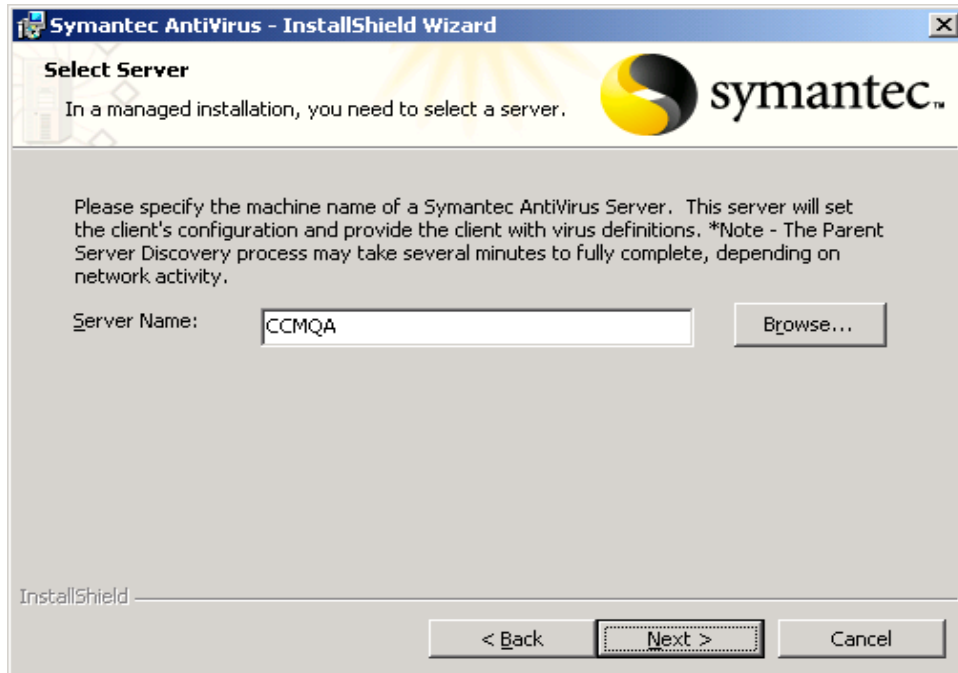 Symantec AntiVirus - InstallShield Wizard
Select Server
In a managed installation, you need to select a server.
symantec™
Please specify the machine name of a Symantec AntiVirus Server.  This server will set
the client's configuration and provide the client with virus definitions. *Note - The Parent
Server Discovery process may take several minutes to fully complete, depending on
network activity.
Server Name:
CCMQA
Browse...
InstallShield
< Back
Next >
Cancel